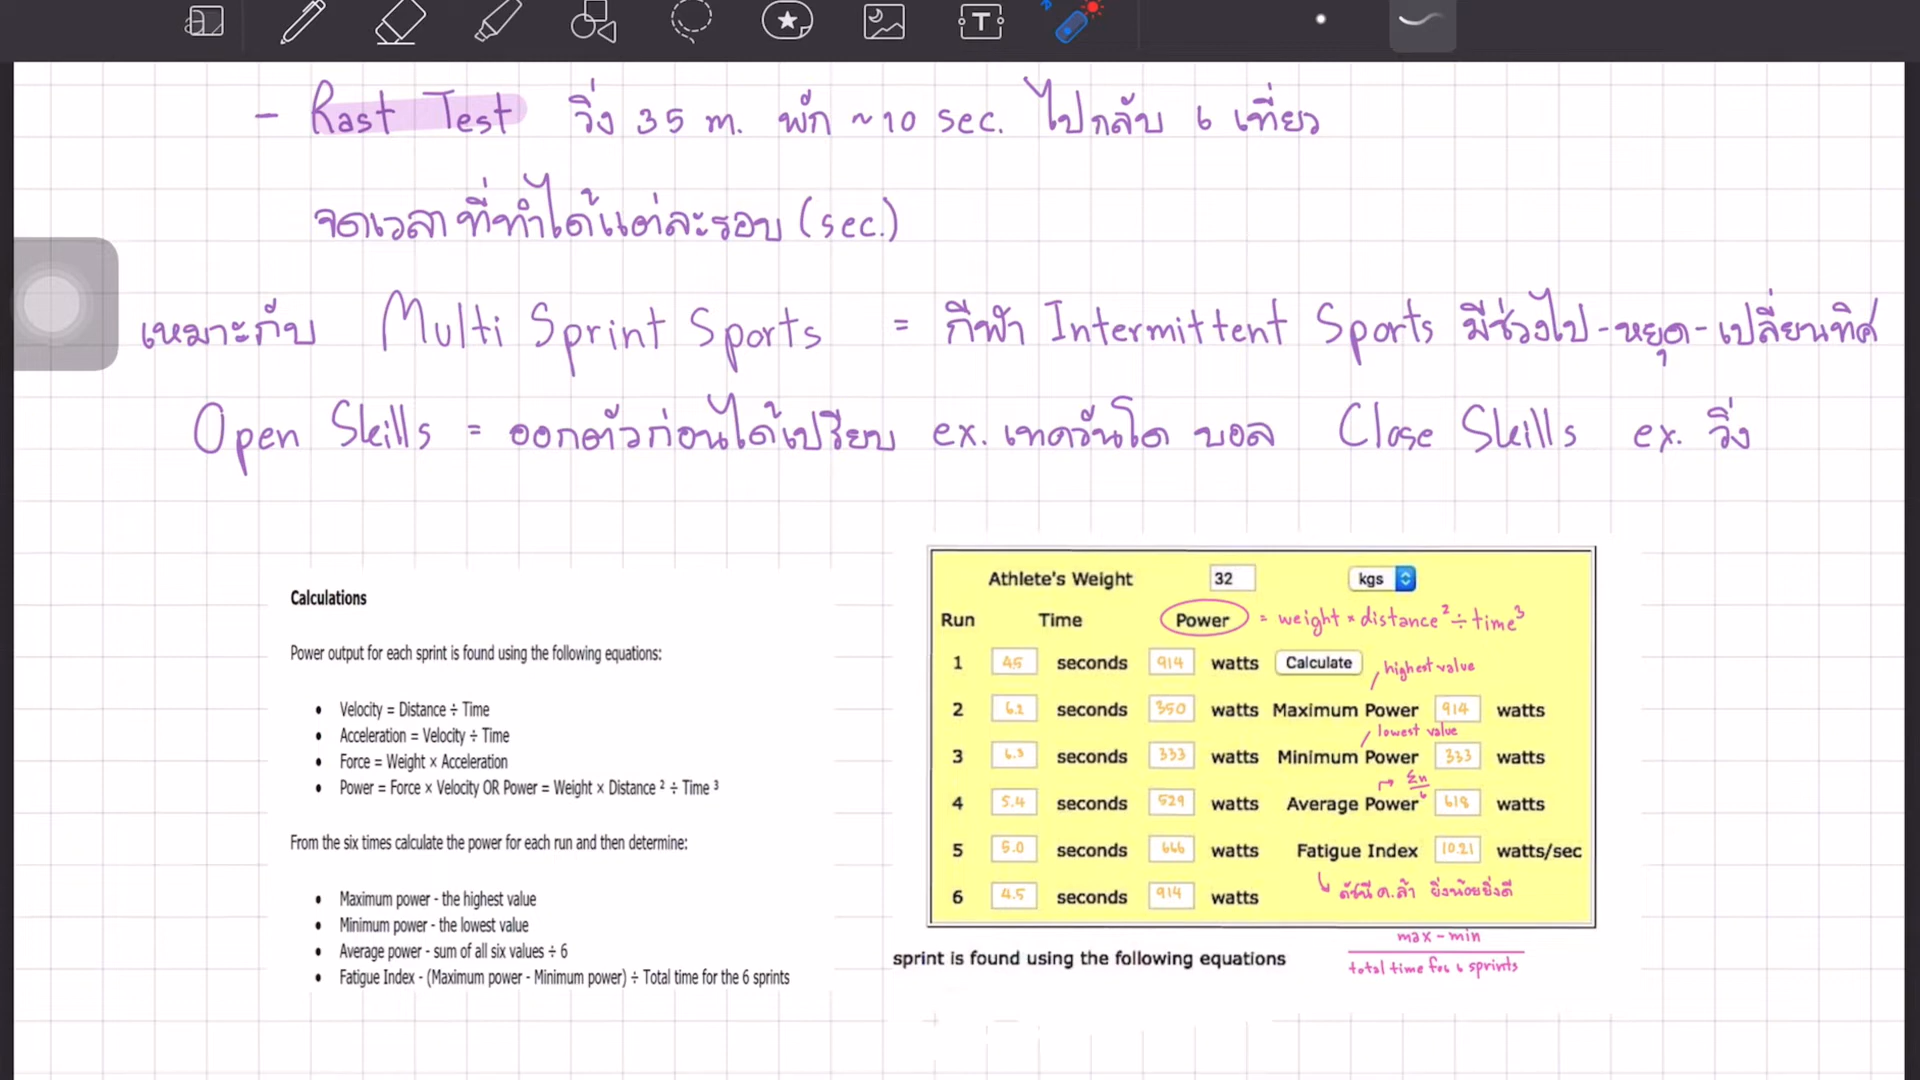 - Rast Test วิ่ง 35 m. พัก ~10 sec. ไปกลับ 6 เที่ยว
จดเวลาที่ทำได้แต่ละรอบ (sec.)
เหมาะกับ Multi Sprint Sports = กีฬา Intermittent Sports มีช่วงไป-หยุด-เปลี่ยนทิศ
Open Skills = ออกตัวก่อนได้เปรียบ ex. เทควันโด บอล Close Skills ex. วิ่ง
Calculations
Power output for each sprint is found using the following equations:
• Velocity = Distance ÷ Time
• Acceleration = Velocity ÷ Time
• Force = Weight × Acceleration
• Power = Force × Velocity OR Power = Weight × Distance ² ÷ Time ³
From the six times calculate the power for each run and then determine:
• Maximum power - the highest value
• Minimum power - the lowest value
• Average power - sum of all six values ÷ 6
• Fatigue Index - (Maximum power - Minimum power) ÷ Total time for the 6 sprints
Athlete's Weight 32 kgs
Run Time Power = weight × distance² ÷ time³
1 4.5 seconds 914 watts Calculate
highest value
2 6.2 seconds 350 watts Maximum Power 914 watts
lowest value
3 6.3 seconds 333 watts Minimum Power 333 watts
Σn/6
4 5.4 seconds 529 watts Average Power 618 watts
5 5.0 seconds 666 watts Fatigue Index 10.21 watts/sec
6 4.5 seconds 914 watts
ดัชนี ค.ล้า ยิ่งน้อยยิ่งดี
sprint is found using the following equations
max - min
total time for 6 sprints